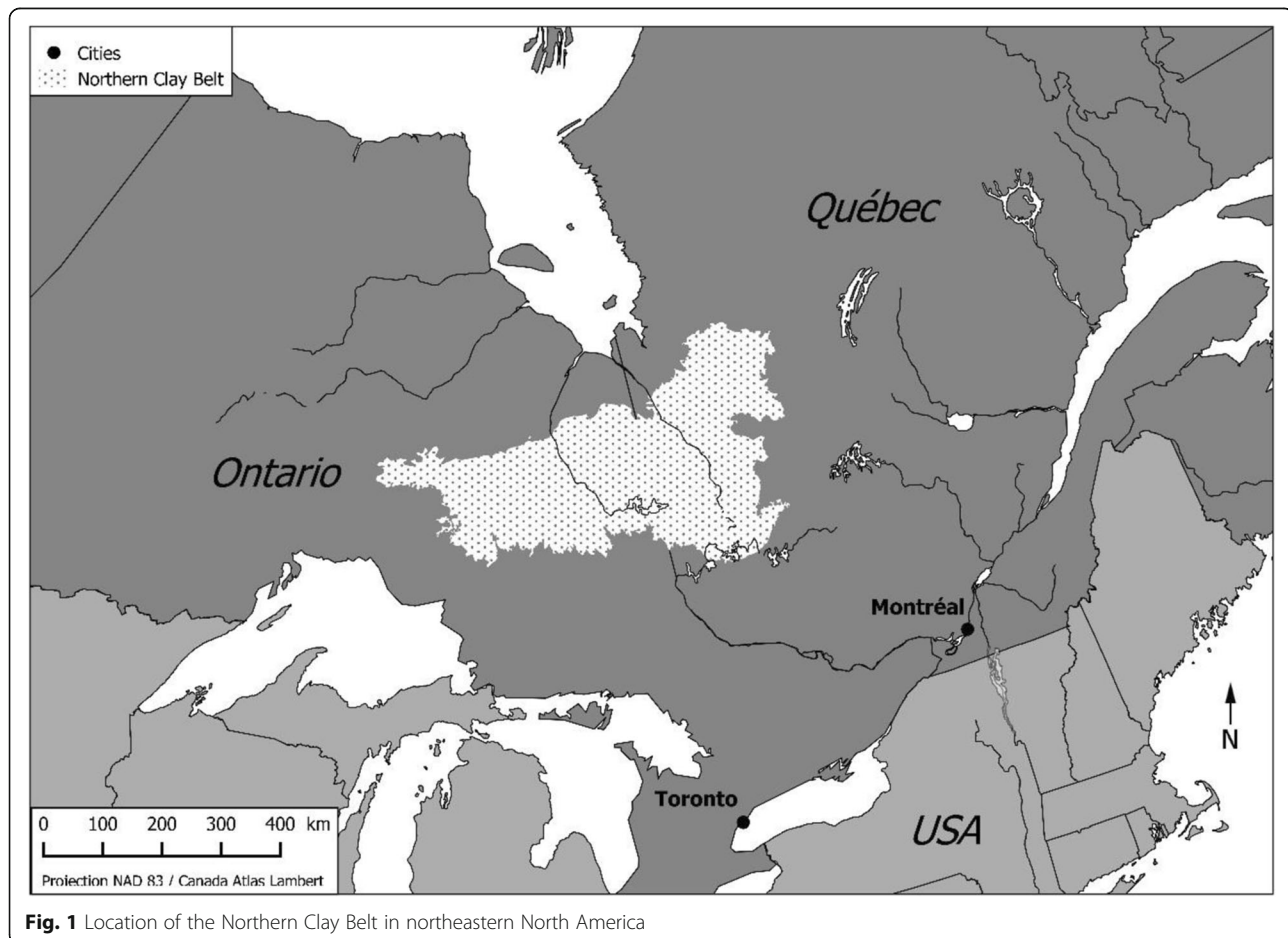 Cities
Northern Clay Belt
Québec
Ontario
Montréal
Toronto
USA
N
0 100 200 300 400 km
Projection NAD 83 / Canada Atlas Lambert
Fig. 1 Location of the Northern Clay Belt in northeastern North America